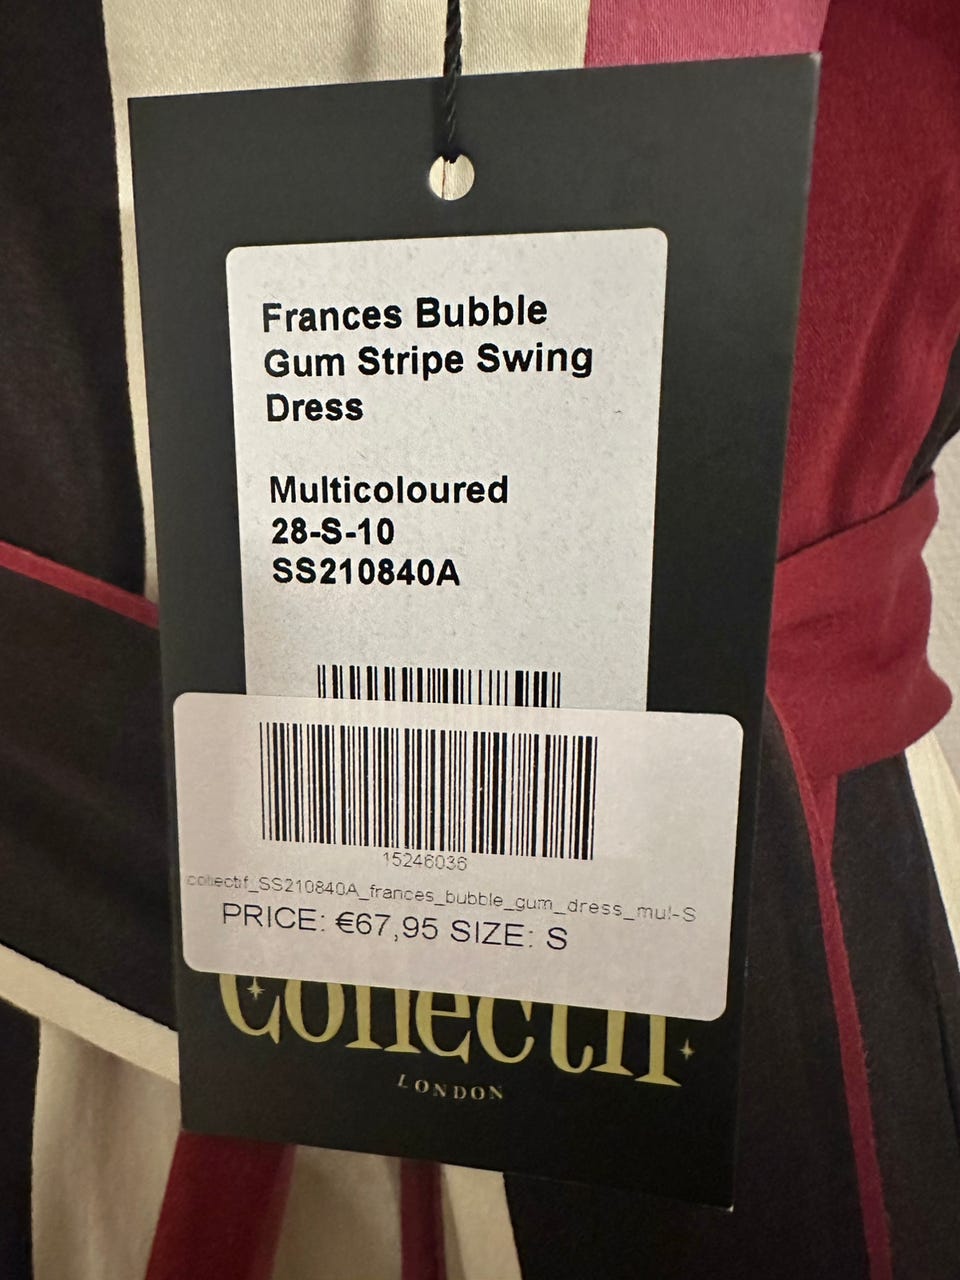 Frances Bubble
Gum Stripe Swing
Dress
Multicoloured
28-S-10
SS210840A
15246036
collectif_SS210840A_frances_bubble_gum_dress_mul-S
PRICE: €67,95 SIZE: S
Collectif
LONDON